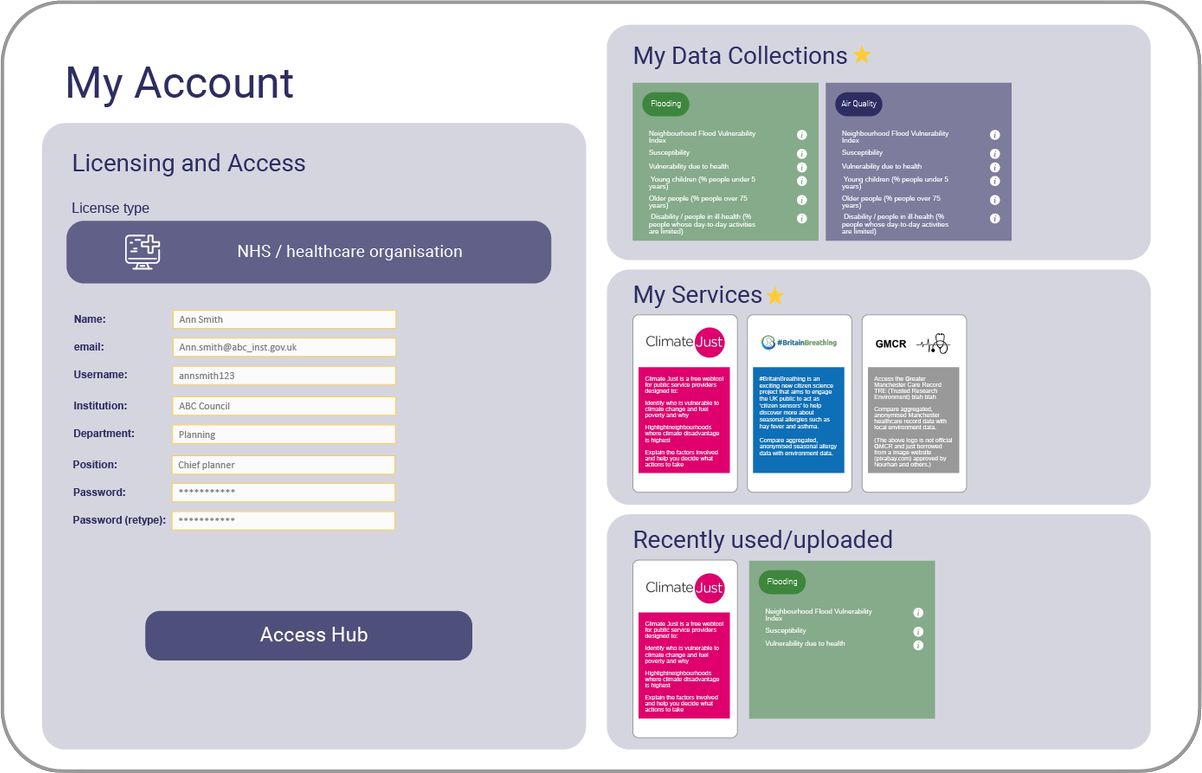 My Account
Licensing and Access
License type
NHS / healthcare organisation
Name:
Ann Smith
email:
Ann.smith@abc_inst.gov.uk
Username:
annsmith123
Institution:
ABC Council
Department:
Planning
Position:
Chief planner
Password:
***********
Password (retype):
***********
Access Hub
My Data Collections
Flooding
Neighbourhood Flood Vulnerability
Index
Susceptibility
Vulnerability due to health
Young children (% people under 5
years)
Older people (% people over 75
years)
Disability / people in ill-health (%
people whose day-to-day activities
are limited)
Air Quality
Neighbourhood Flood Vulnerability
Index
Susceptibility
Vulnerability due to health
Young children (% people under 5
years)
Older people (% people over 75
years)
Disability / people in ill-health (%
people whose day-to-day activities
are limited)
My Services
Climate Just
Climate Just is a free webtool
for public service providers
designed to:
Identify who is vulnerable to
climate change and fuel
poverty and why
Highlightneighbourhoods
where climate disadvantage
is highest
Explain the factors involved
and help you decide what
actions to take
#BritainBreathing
#BritainBreathing is an
exciting new citizen science
project that aims to engage
the UK public to act as
'citizen sensors' to help
discover more about
seasonal allergies such as
hay fever and asthma.
Compare aggregated,
anonymised seasonal allergy
data with environment data.
GMCR
Access the Greater
Manchester Care Record
TRE (Trusted Research
Environment) blah blah
Compare aggregated,
anonymised Manchester
healthcare record data with
local environment data.
(The above logo is not official
GMCR and just borrowed
from a image website
(pixabay.com) approved by
Nourhan and others.)
Recently used/uploaded
Climate Just
Climate Just is a free webtool
for public service providers
designed to:
Identify who is vulnerable to
climate change and fuel
poverty and why
Highlightneighbourhoods
where climate disadvantage
is highest
Explain the factors involved
and help you decide what
actions to take
Flooding
Neighbourhood Flood Vulnerability
Index
Susceptibility
Vulnerability due to health